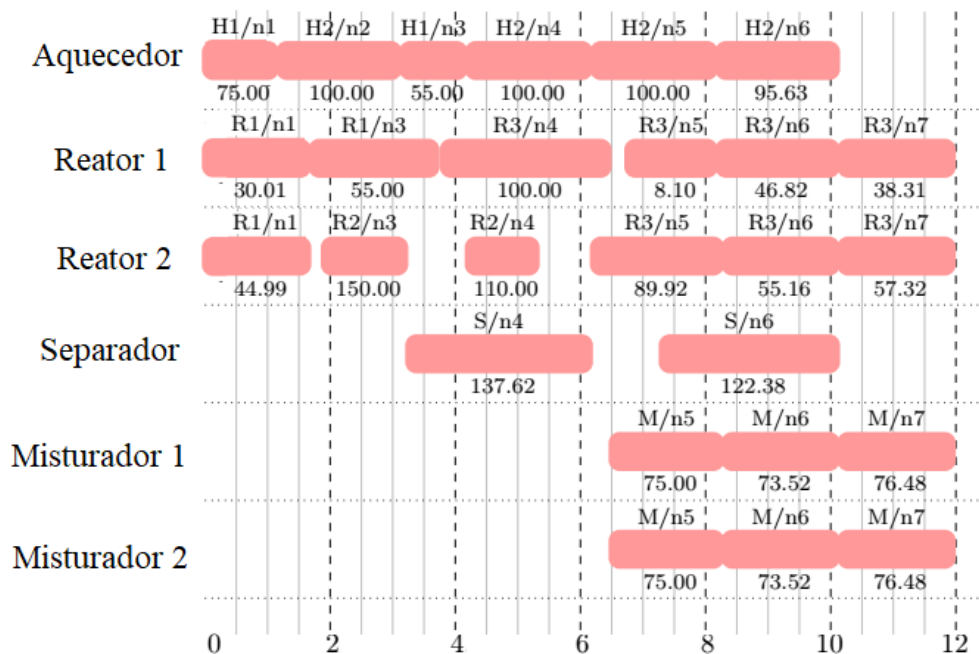 H1/n1 H2/n2 H1/n3 H2/n4 H2/n5 H2/n6
Aquecedor
75.00 100.00 55.00 100.00 100.00 95.63
R1/n1 R1/n3 R3/n4 R3/n5 R3/n6 R3/n7
Reator 1
30.01 55.00 100.00 8.10 46.82 38.31
R1/n1 R2/n3 R2/n4 R3/n5 R3/n6 R3/n7
Reator 2
44.99 150.00 110.00 89.92 55.16 57.32
S/n4 S/n6
Separador
137.62 122.38
M/n5 M/n6 M/n7
Misturador 1
75.00 73.52 76.48
M/n5 M/n6 M/n7
Misturador 2
75.00 73.52 76.48
0 2 4 6 8 10 12